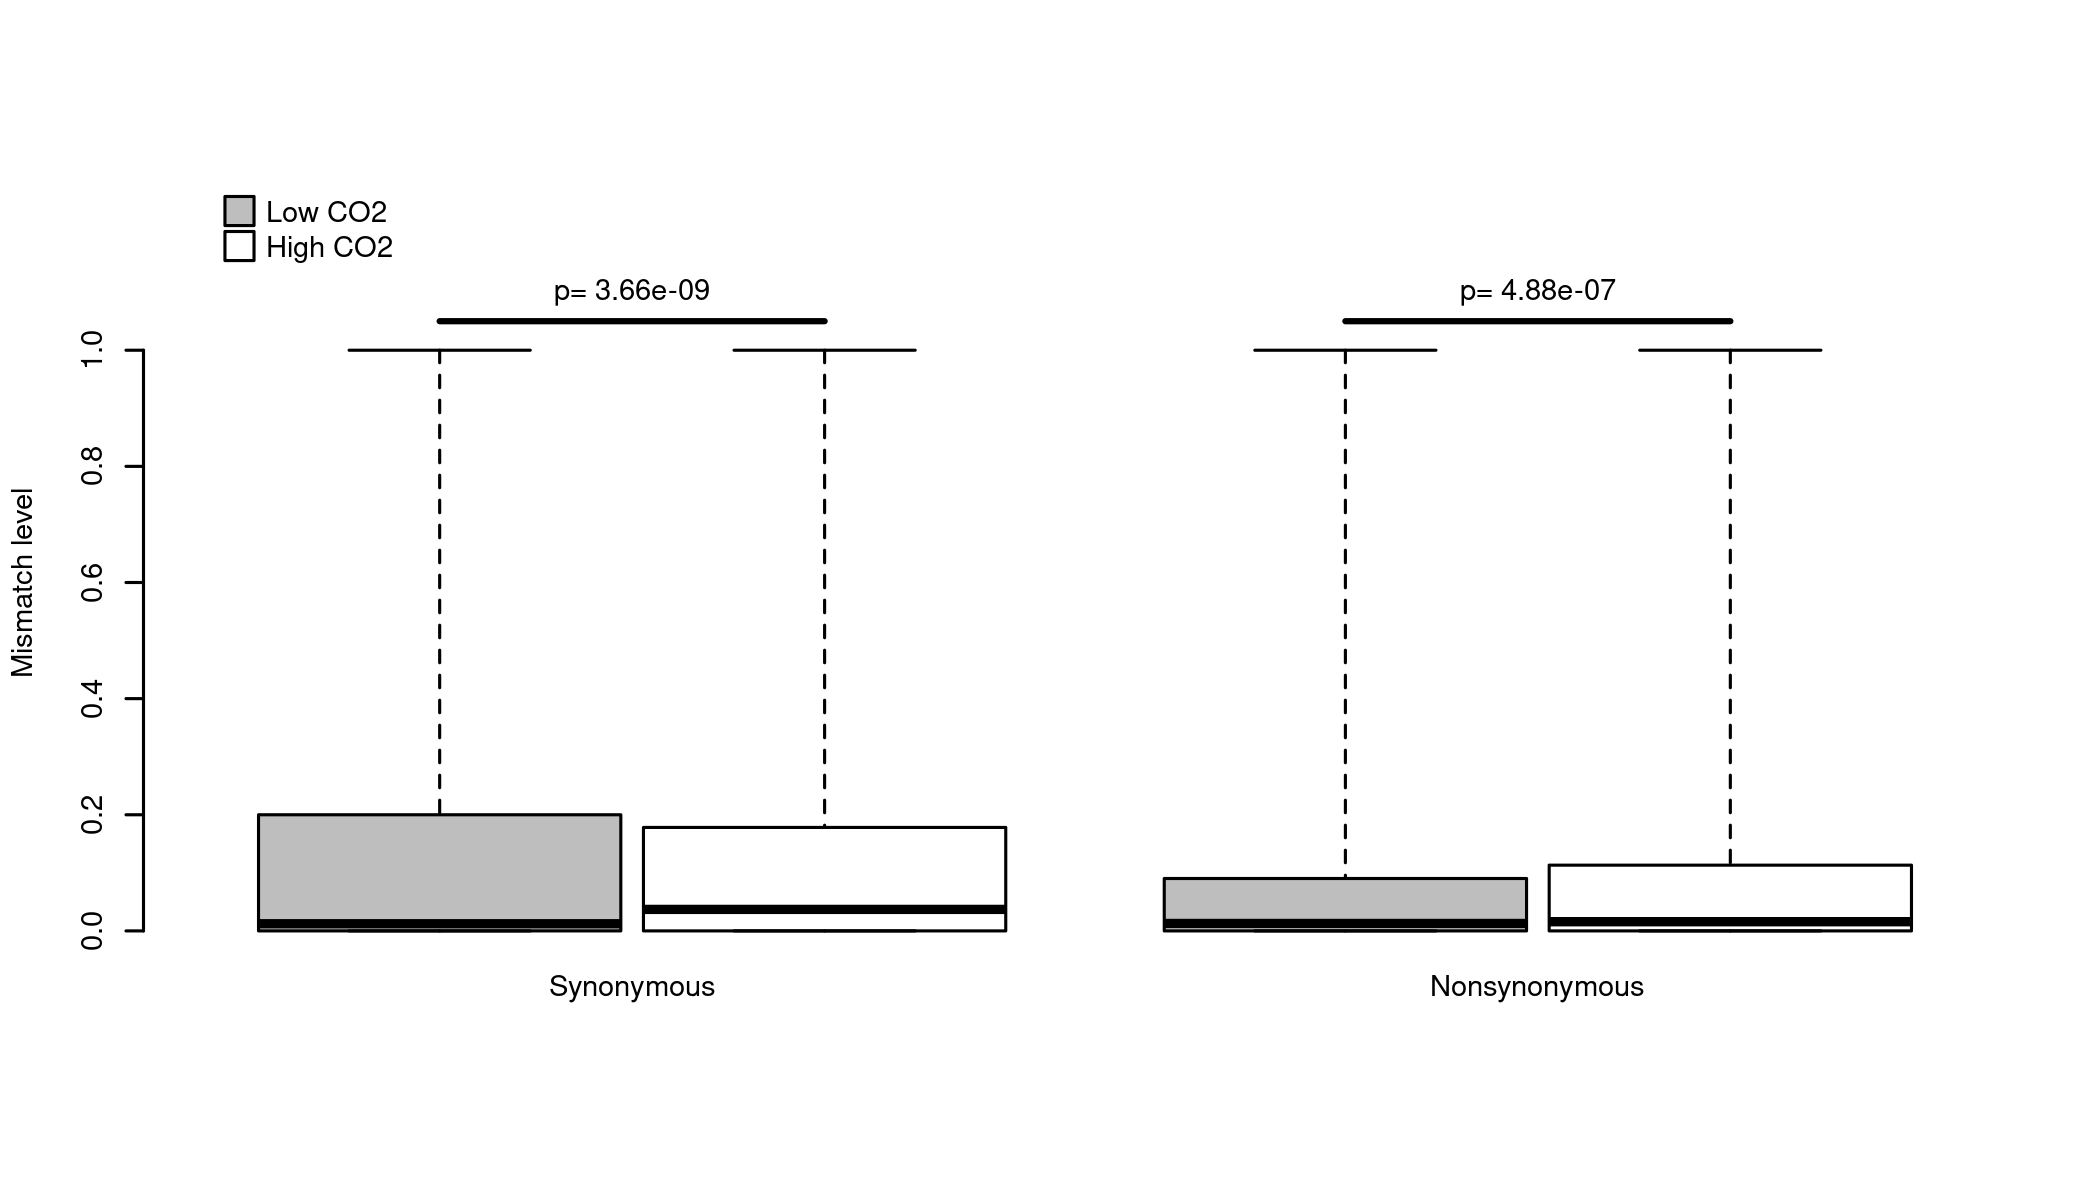 Low CO2
High CO2
p= 3.66e-09
p= 4.88e-07
1.0
0.8
0.6
0.4
0.2
0.0
Mismatch level
Synonymous
Nonsynonymous